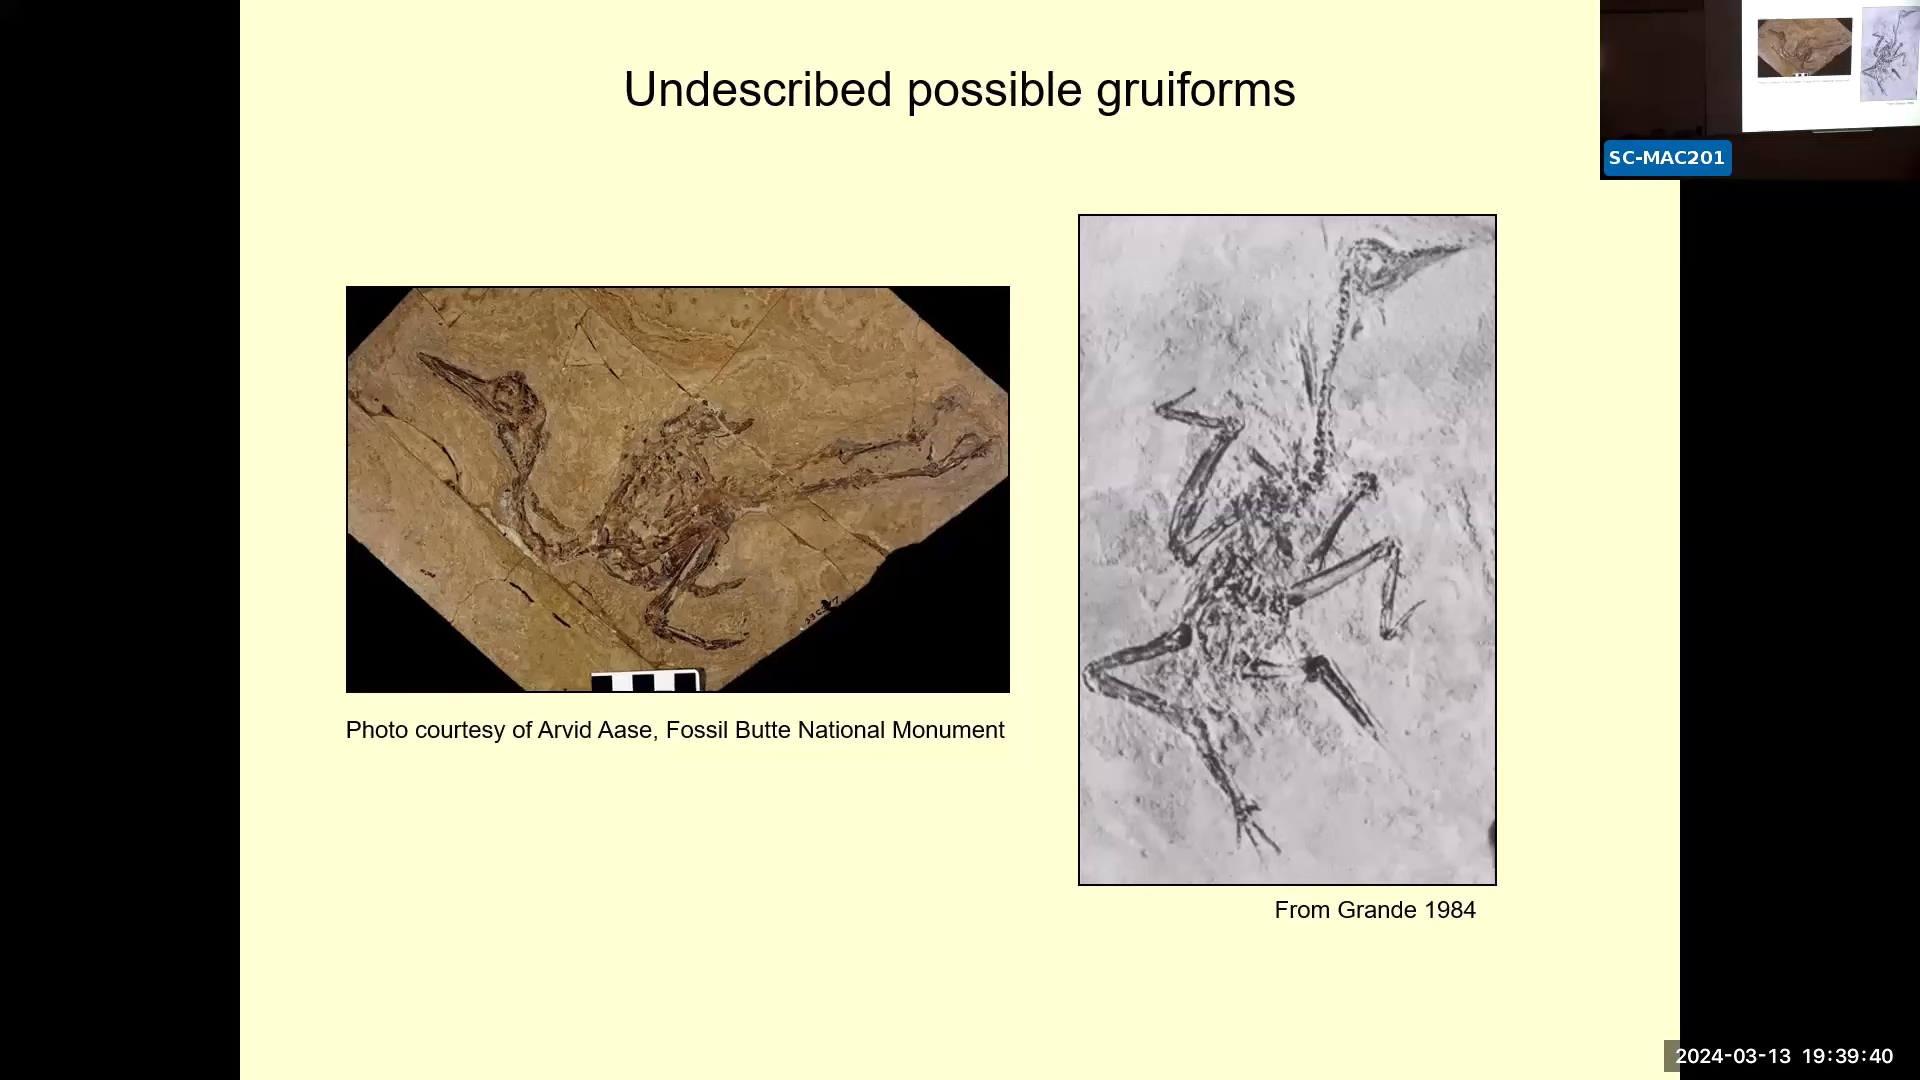 Undescribed possible gruiforms
SC-MAC201
Photo courtesy of Arvid Aase, Fossil Butte National Monument
From Grande 1984
2024-03-13 19:39:40